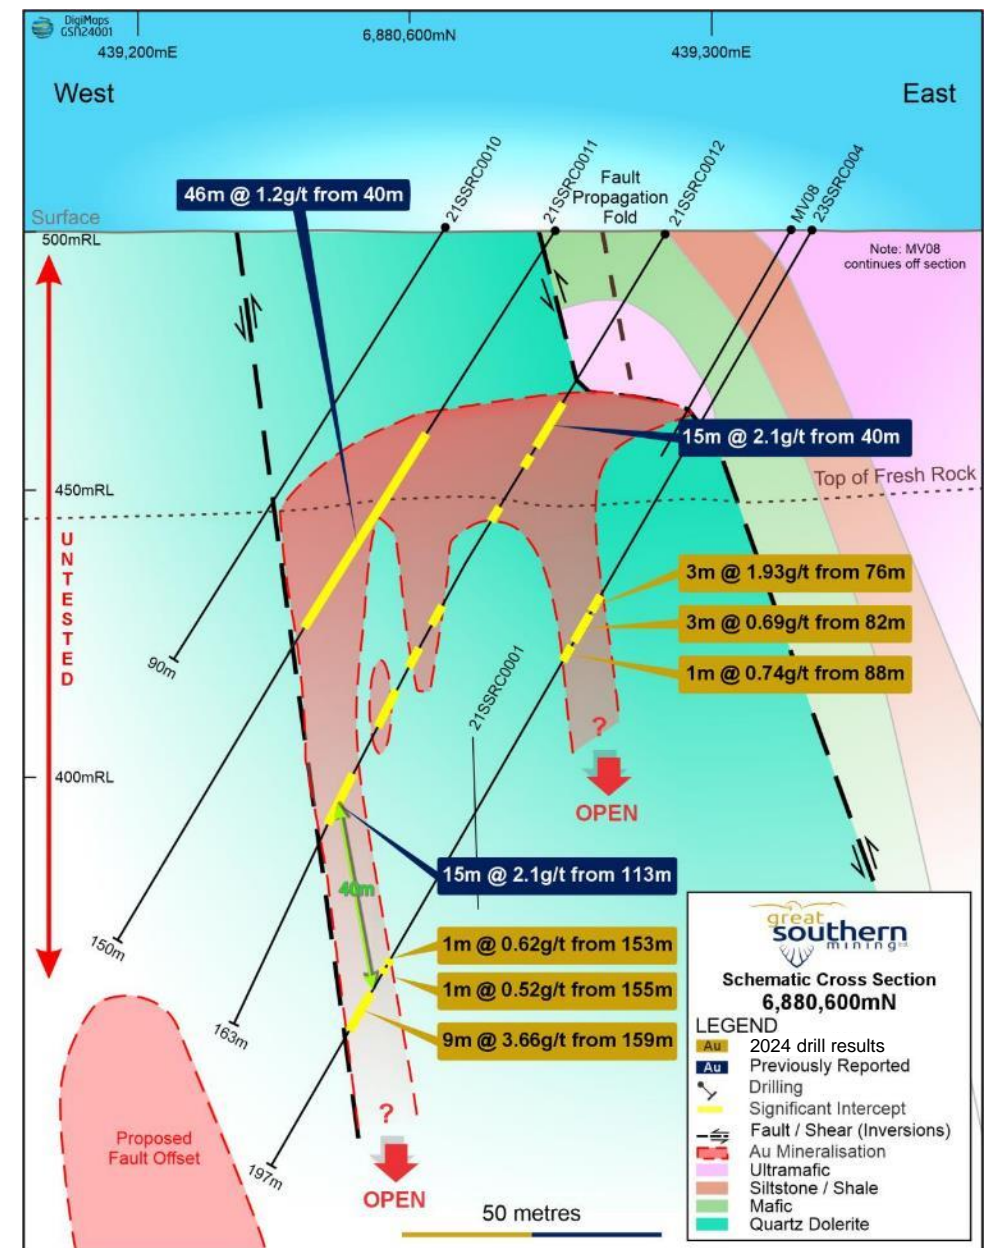 DigiMaps
GSN24001
6,880,600mN
439,200mE
439,300mE
West
East
21SSRC0010
21SSRC0011
21SSRC0012
MV08
23SSRC004
46m @ 1.2g/t from 40m
Fault
Propagation
Fold
Surface
500mRL
Note: MV08
continues off section
15m @ 2.1g/t from 40m
Top of Fresh Rock
450mRL
UNTESTED
3m @ 1.93g/t from 76m
3m @ 0.69g/t from 82m
1m @ 0.74g/t from 88m
90m
21SSRC0001
?
OPEN
400mRL
15m @ 2.1g/t from 113m
40m
150m
1m @ 0.62g/t from 153m
1m @ 0.52g/t from 155m
9m @ 3.66g/t from 159m
163m
?
OPEN
Proposed
Fault Offset
197m
50 metres
great
southern
mining
Schematic Cross Section
6,880,600mN
LEGEND
Au 2024 drill results
Au Previously Reported
Drilling
Significant Intercept
Fault / Shear (Inversions)
Au Mineralisation
Ultramafic
Siltstone / Shale
Mafic
Quartz Dolerite